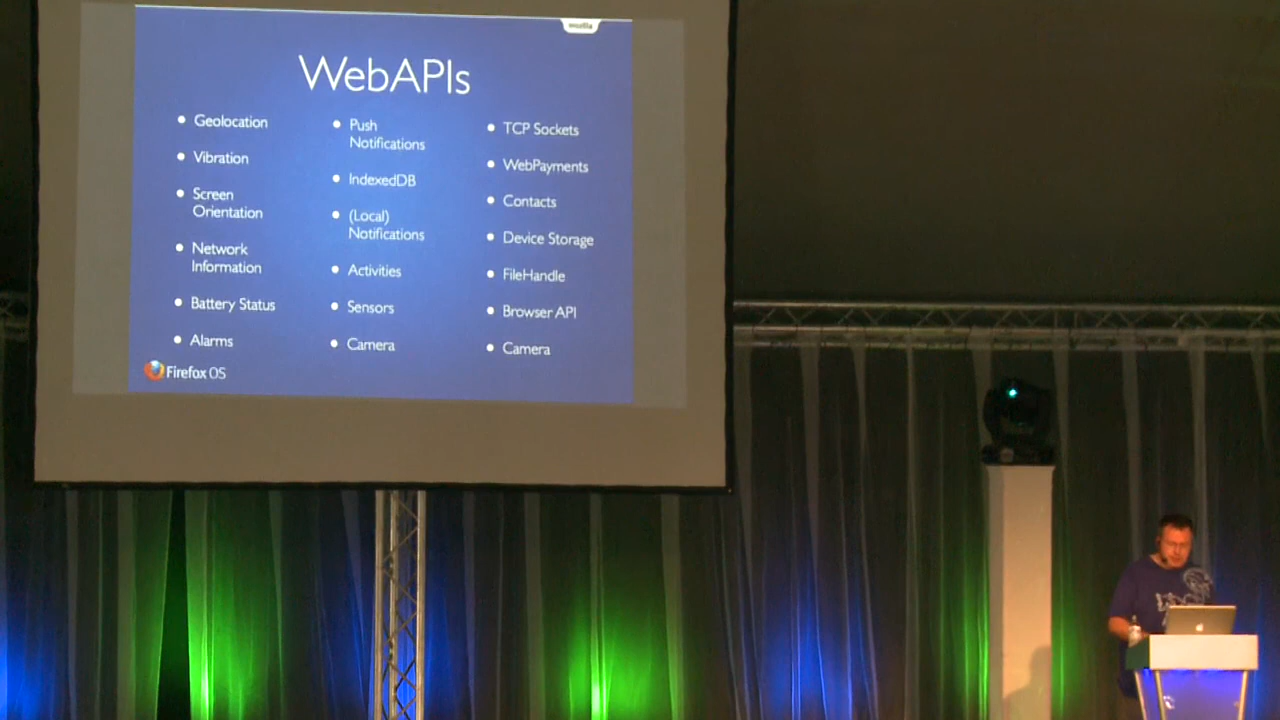 mozilla
WebAPIs
Geolocation
Vibration
Screen
Orientation
Network
Information
Battery Status
Alarms
Push
Notifications
IndexedDB
(Local)
Notifications
Activities
Sensors
Camera
TCP Sockets
WebPayments
Contacts
Device Storage
FileHandle
Browser API
Camera
Firefox OS